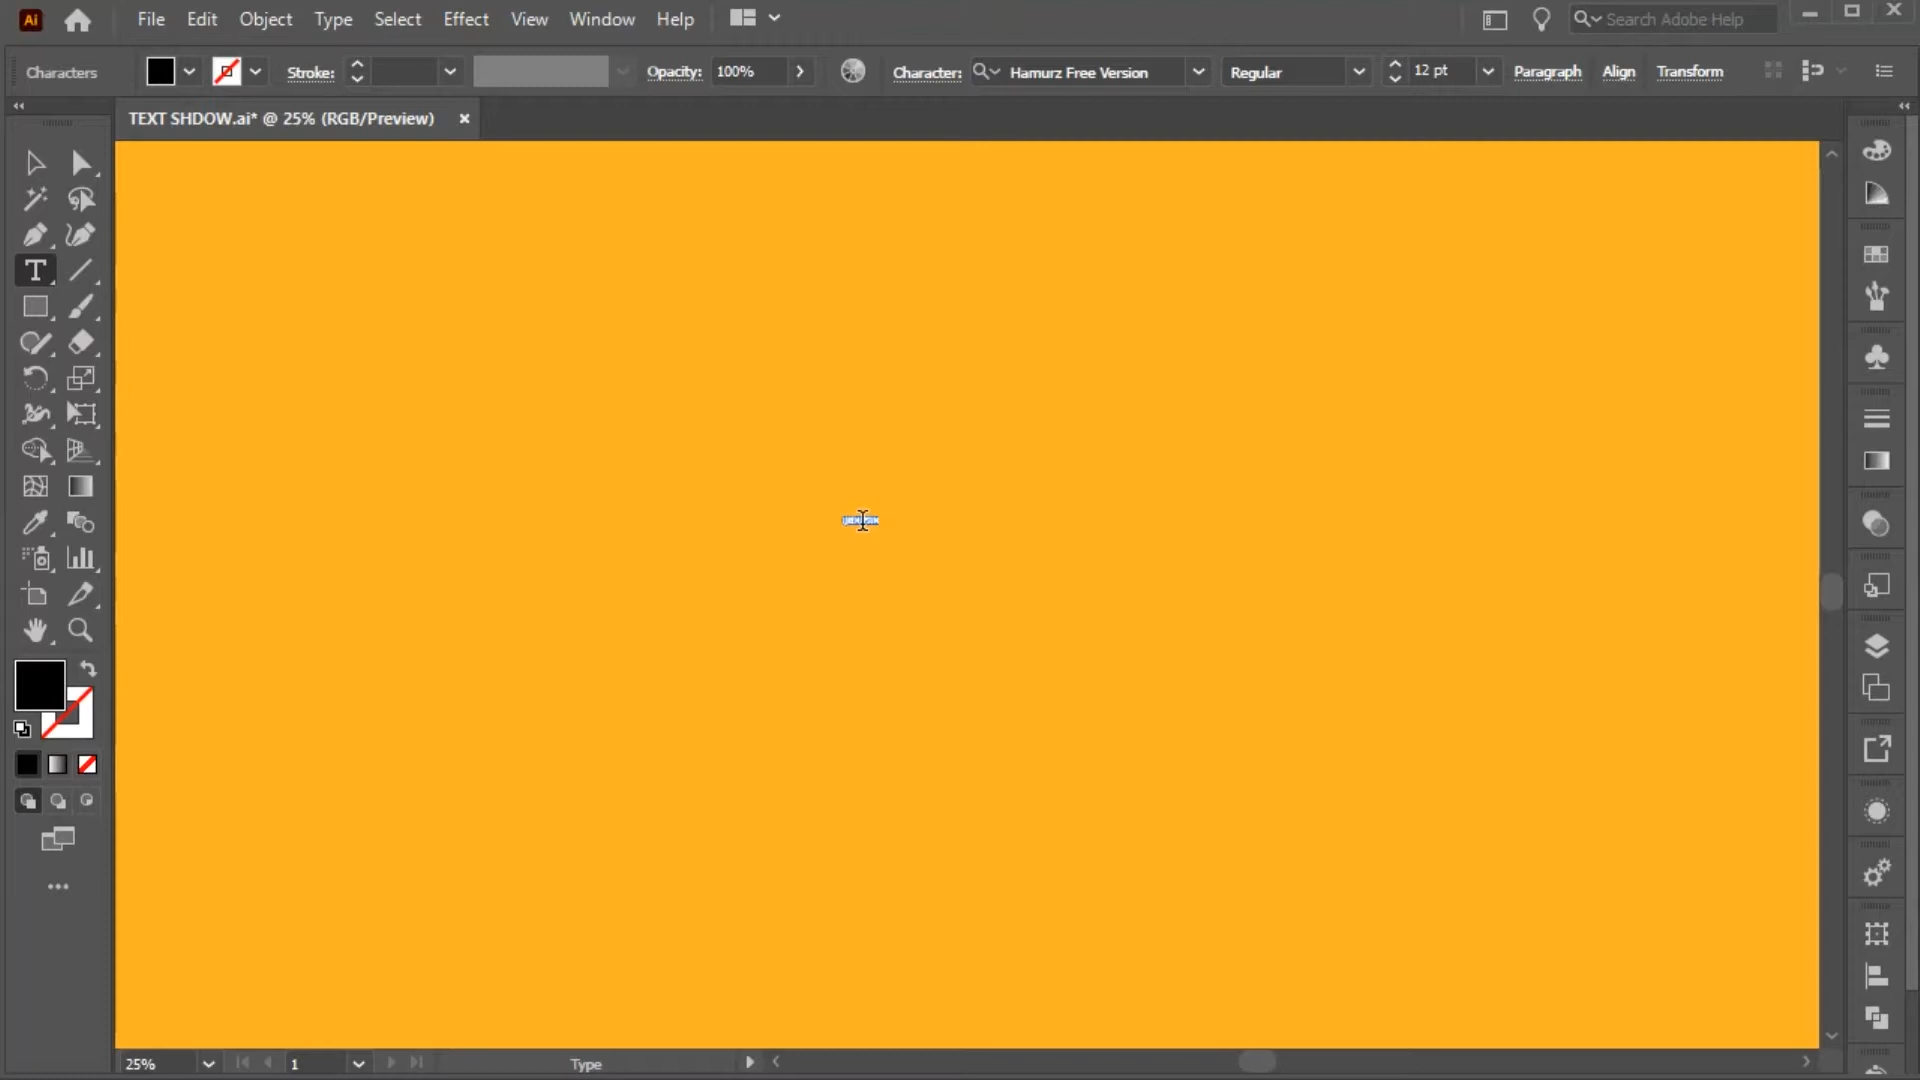 Ai File Edit Object Type Select Effect View Window Help Search Adobe Help
Characters Stroke: Opacity: 100% Character: Hamurz Free Version Regular 12 pt Paragraph Align Transform
TEXT SHDOW.ai* @ 25% (RGB/Preview)
25% 1 Type